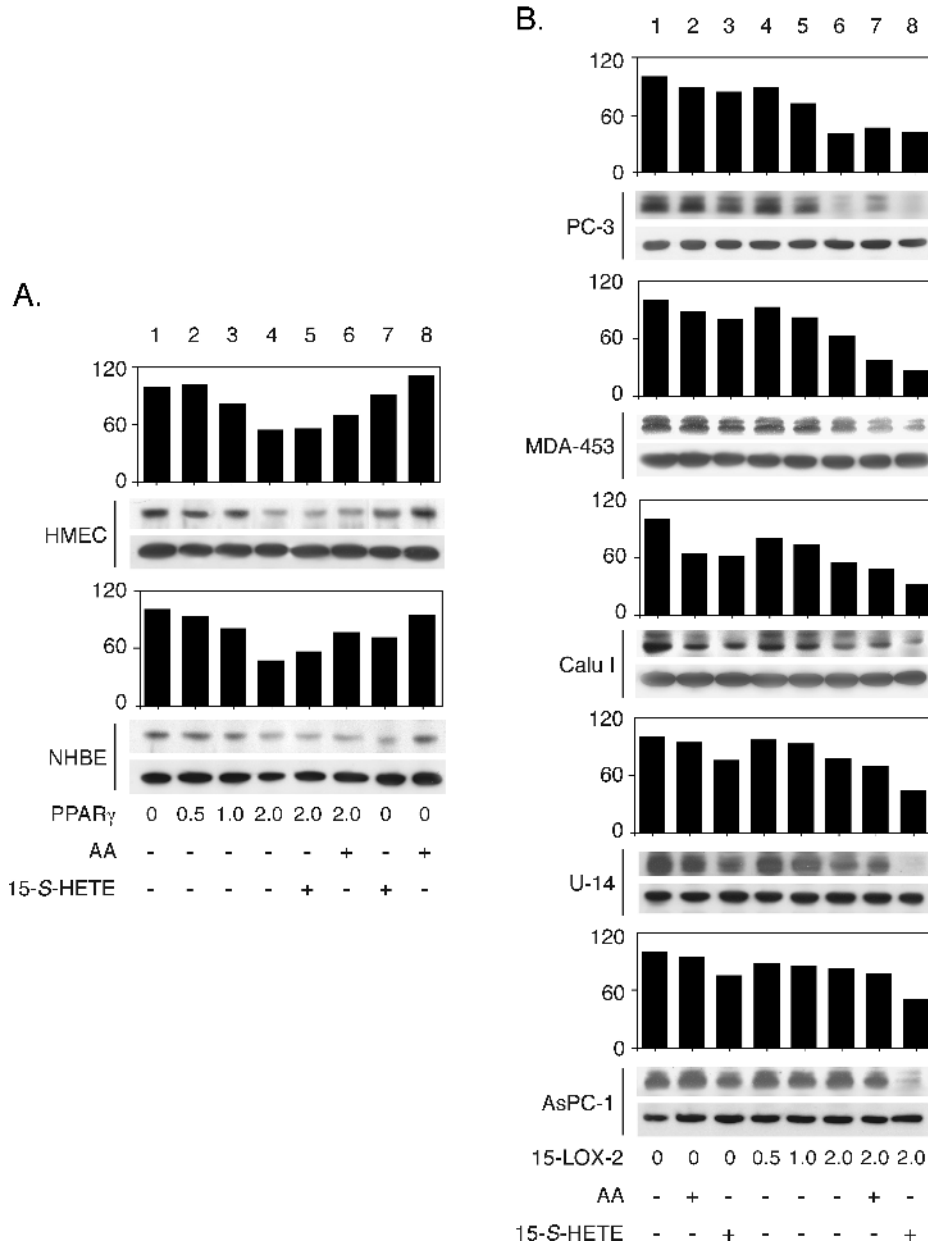 A.
1 2 3 4 5 6 7 8
120
60
0
HMEC
120
60
0
NHBE
PPARγ 0 0.5 1.0 2.0 2.0 2.0 0 0
AA - - - - - + - +
15-S-HETE - - - - + - + -
B.
1 2 3 4 5 6 7 8
120
60
0
PC-3
120
60
0
MDA-453
120
60
0
Calu I
120
60
0
U-14
120
60
0
AsPC-1
15-LOX-2 0 0 0 0.5 1.0 2.0 2.0 2.0
AA - + - - - - + -
15-S-HETE - - + - - - - +